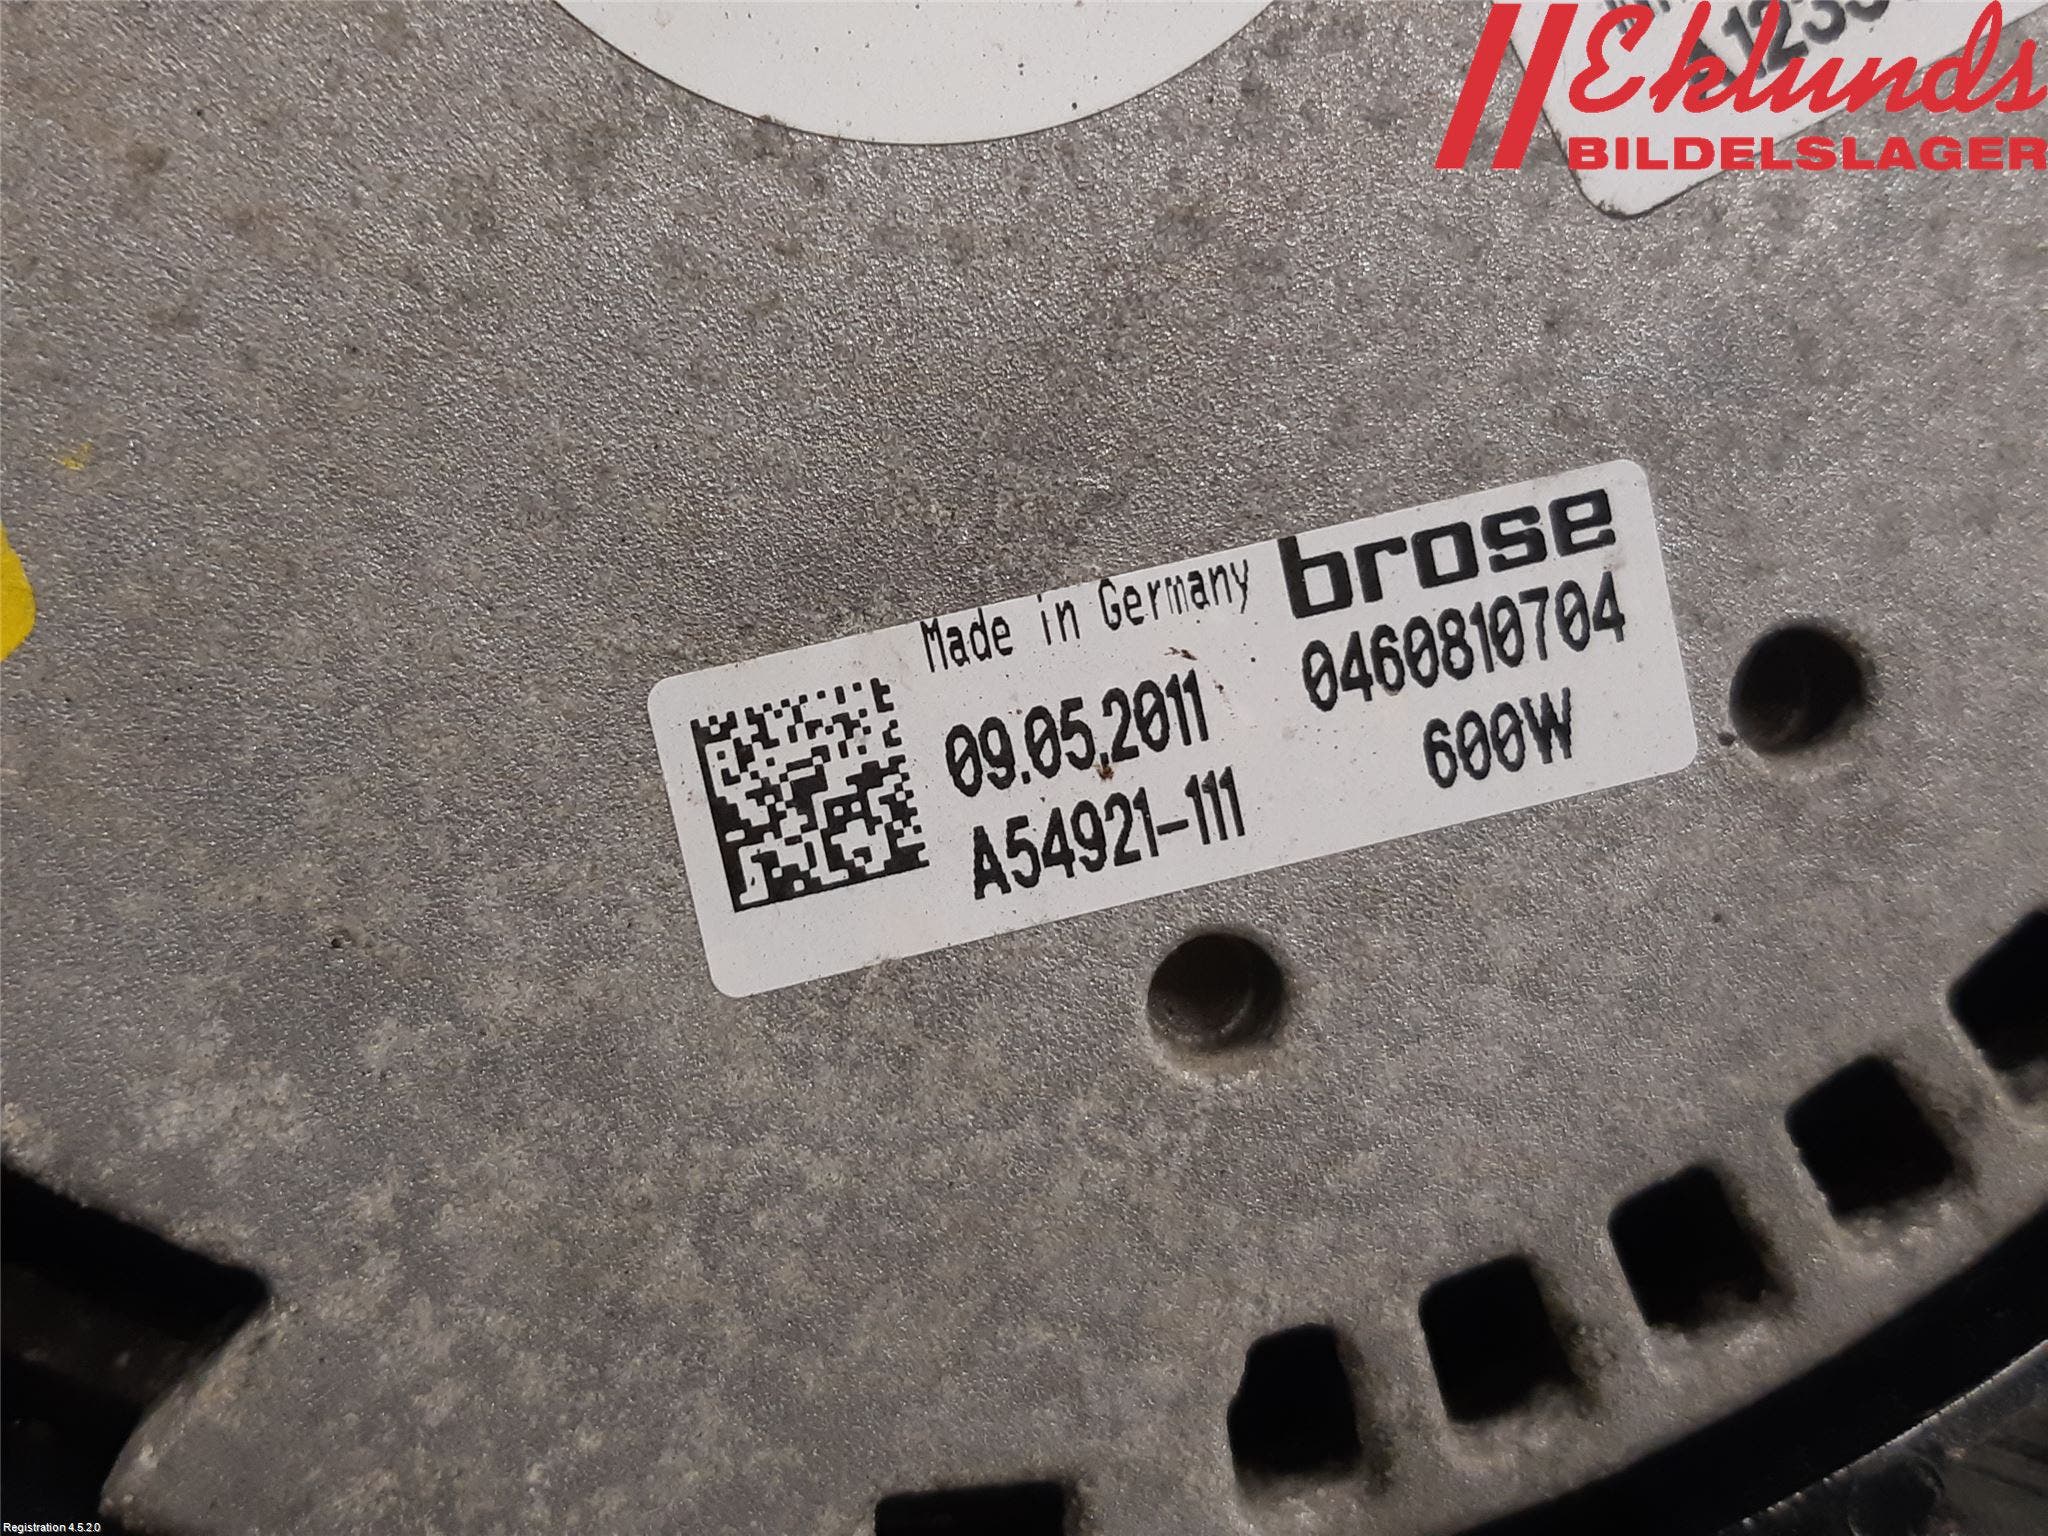 Eklunds
BILDELSLAGER
brose
Made in Germany
0460810704
09.05.2011
600W
A54921-111
Registration 4.5.2.0